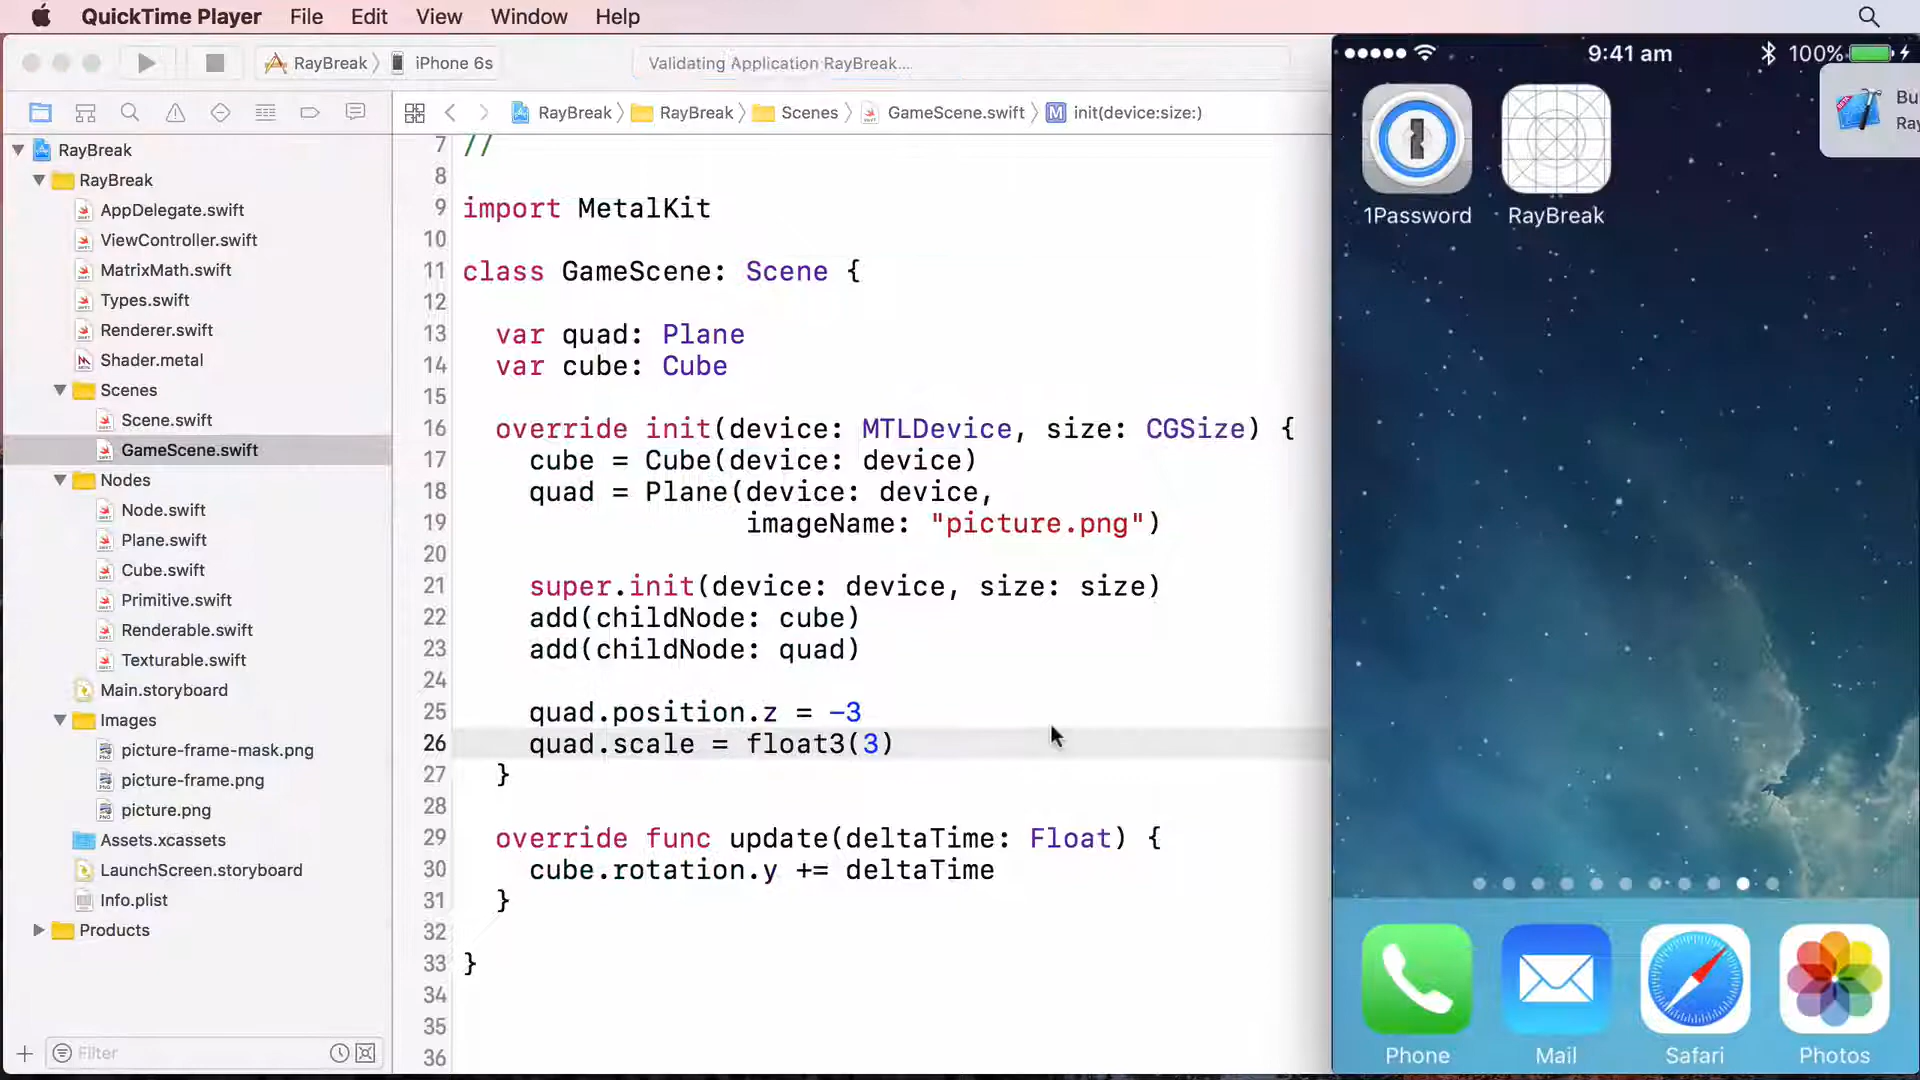 QuickTime Player File Edit View Window Help
RayBreak iPhone 6s
Validating Application RayBreak...
RayBreak RayBreak Scenes GameScene.swift M init(device:size:)
RayBreak
RayBreak
AppDelegate.swift
ViewController.swift
MatrixMath.swift
Types.swift
Renderer.swift
Shader.metal
Scenes
Scene.swift
GameScene.swift
Nodes
Node.swift
Plane.swift
Cube.swift
Primitive.swift
Renderable.swift
Texturable.swift
Main.storyboard
Images
picture-frame-mask.png
picture-frame.png
picture.png
Assets.xcassets
LaunchScreen.storyboard
Info.plist
Products
Filter
7 //
8
9 import MetalKit
10
11 class GameScene: Scene {
12
13 var quad: Plane
14 var cube: Cube
15
16 override init(device: MTLDevice, size: CGSize) {
17 cube = Cube(device: device)
18 quad = Plane(device: device,
19 imageName: "picture.png")
20
21 super.init(device: device, size: size)
22 add(childNode: cube)
23 add(childNode: quad)
24
25 quad.position.z = -3
26 quad.scale = float3(3)
27 }
28
29 override func update(deltaTime: Float) {
30 cube.rotation.y += deltaTime
31 }
32
33 }
34
35
36
9:41 am 100%
Bu
Ray
1Password RayBreak
Phone Mail Safari Photos